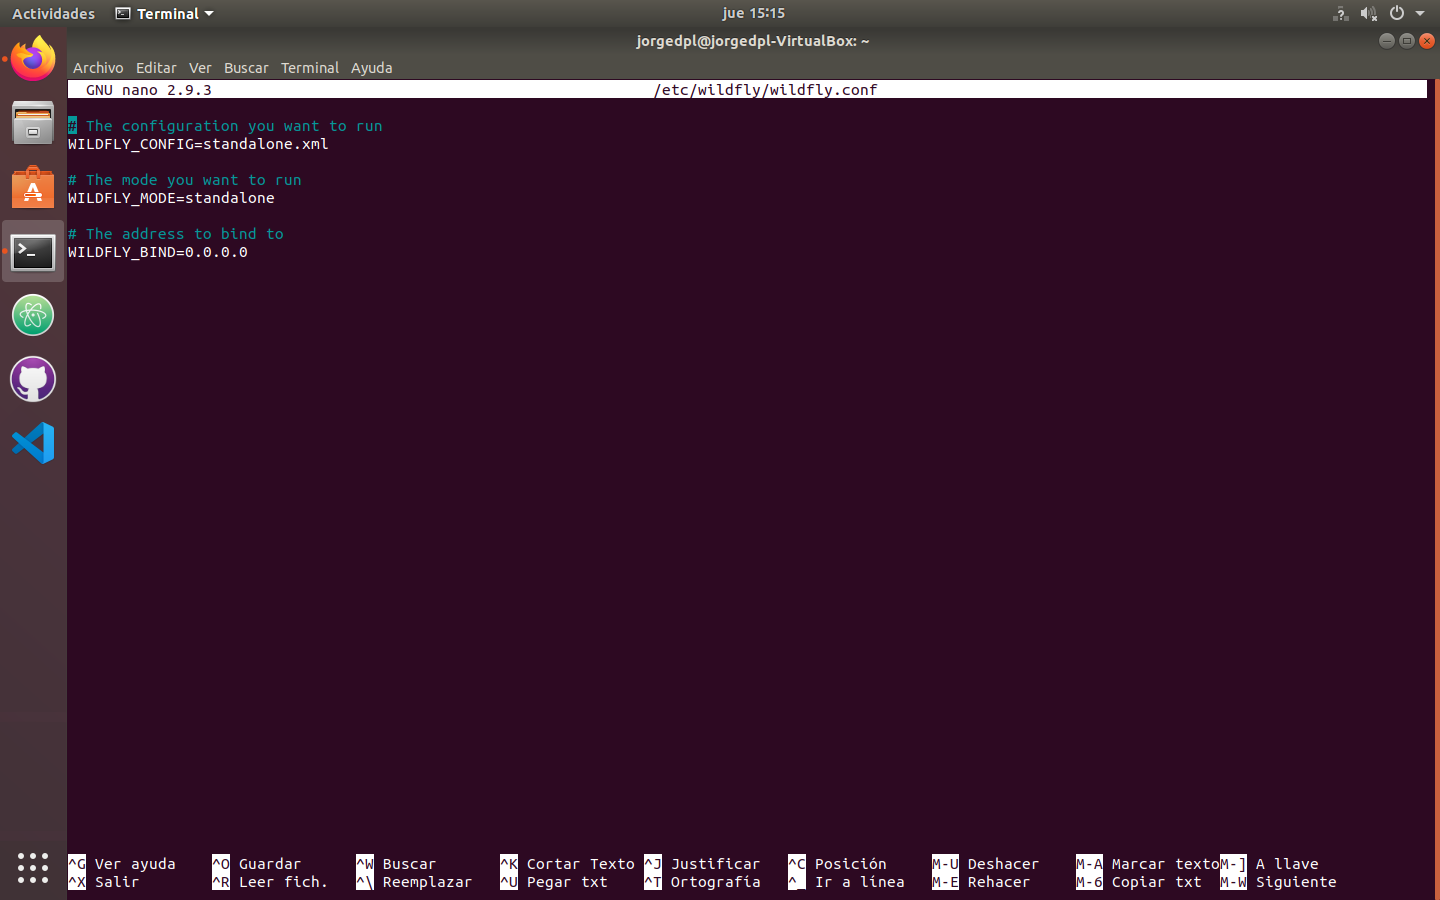 Actividades Terminal jue 15:15
jorgedpl@jorgedpl-VirtualBox: ~
Archivo Editar Ver Buscar Terminal Ayuda
GNU nano 2.9.3 /etc/wildfly/wildfly.conf
# The configuration you want to run
WILDFLY_CONFIG=standalone.xml
# The mode you want to run
WILDFLY_MODE=standalone
# The address to bind to
WILDFLY_BIND=0.0.0.0
^G Ver ayuda ^O Guardar ^W Buscar ^K Cortar Texto ^J Justificar ^C Posición M-U Deshacer M-A Marcar texto M-] A llave
^X Salir ^R Leer fich. ^\ Reemplazar ^U Pegar txt ^T Ortografía ^_ Ir a línea M-E Rehacer M-6 Copiar txt M-W Siguiente